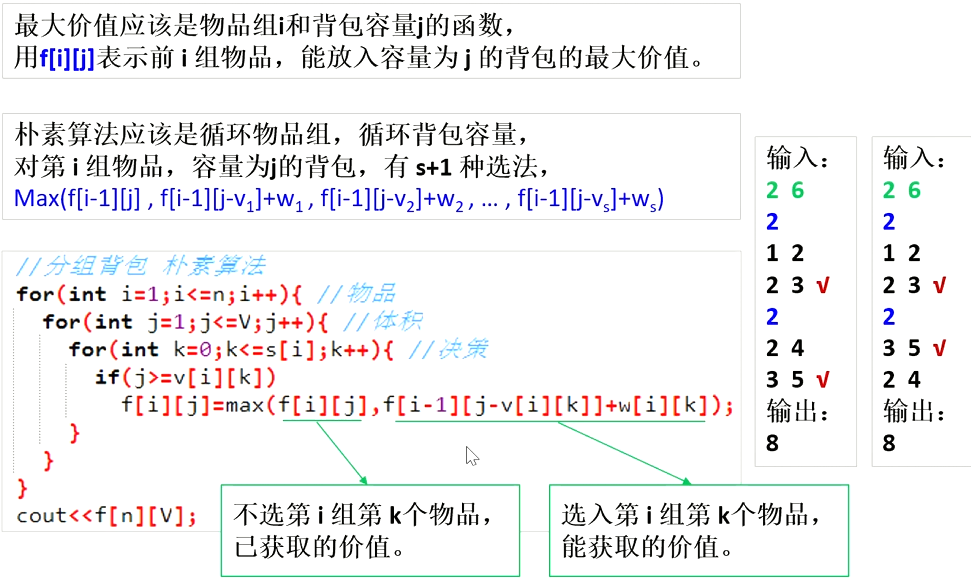 最大价值应该是物品组i和背包容量j的函数，
用f[i][j]表示前 i 组物品，能放入容量为 j 的背包的最大价值。
朴素算法应该是循环物品组，循环背包容量，
对第 i 组物品，容量为j的背包，有 s+1 种选法，
Max(f[i-1][j] , f[i-1][j-v1]+w1 , f[i-1][j-v2]+w2 , … , f[i-1][j-vs]+ws)
//分组背包 朴素算法
for(int i=1;i<=n;i++){ //物品
for(int j=1;j<=V;j++){ //体积
for(int k=0;k<=s[i];k++){ //决策
if(j>=v[i][k])
f[i][j]=max(f[i][j],f[i-1][j-v[i][k]]+w[i][k]);
}
}
}
cout<<f[n][V];
不选第 i 组第 k个物品，
已获取的价值。
选入第 i 组第 k个物品，
能获取的价值。
输入：
2 6
2
1 2
2 3 √
2
2 4
3 5 √
输出：
8
输入：
2 6
2
1 2
2 3 √
2
3 5 √
2 4
输出：
8